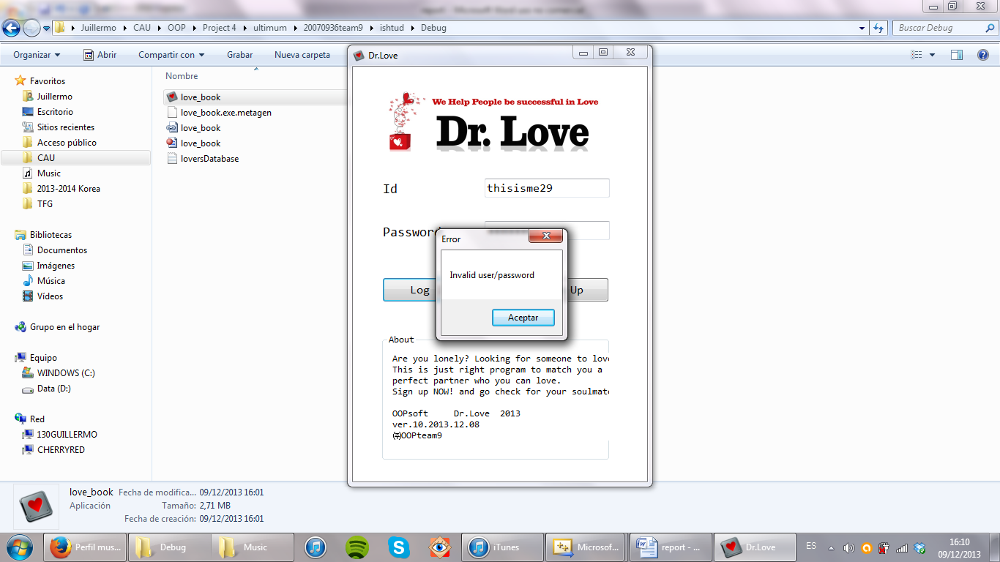 Juillermo ▸ CAU ▸ OOP ▸ Project 4 ▸ ultimum ▸ 20070936team9 ▸ ishtud ▸ Debug
Buscar Debug
Organizar
Abrir
Compartir con
Grabar
Nueva carpeta
Favoritos
Juillermo
Escritorio
Sitios recientes
Acceso público
CAU
Music
2013-2014 Korea
TFG
Bibliotecas
Documentos
Imágenes
Música
Vídeos
Grupo en el hogar
Equipo
WINDOWS (C:)
Data (D:)
Red
130GUILLERMO
CHERRYRED
Nombre
love_book
love_book.exe.metagen
love_book
love_book
loversDatabase
Dr.Love
We Help People be successful in Love
Dr. Love
Id
thisisme29
Password
Log
Up
Error
Invalid user/password
Aceptar
About
Are you lonely? Looking for someone to love
This is just right program to match you a
perfect partner who you can love.
Sign up NOW! and go check for your soulmate
OOPsoft Dr.Love 2013
ver.10.2013.12.08
(주)OOPteam9
love_book Fecha de modifica... 09/12/2013 16:01
Aplicación Tamaño: 2,71 MB
Fecha de creación: 09/12/2013 16:01
Perfil mus...
Debug
Music
iTunes
Microsof...
report - ...
Dr.Love
ES
16:10
09/12/2013